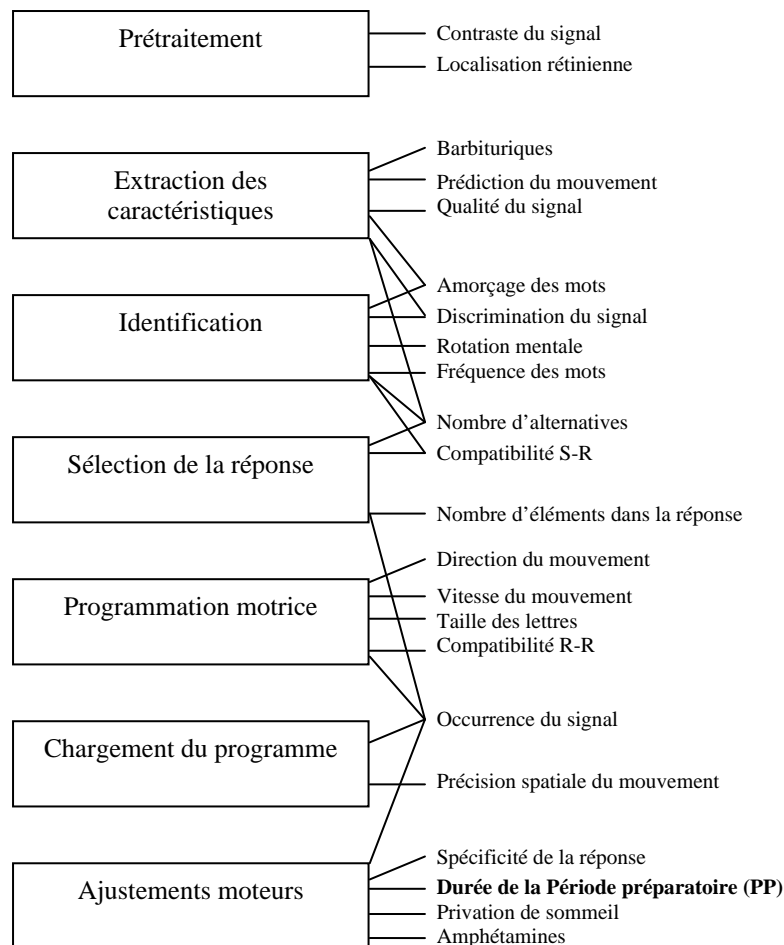 Prétraitement
Contraste du signal
Localisation rétinienne
Extraction des
caractéristiques
Barbituriques
Prédiction du mouvement
Qualité du signal
Identification
Amorçage des mots
Discrimination du signal
Rotation mentale
Fréquence des mots
Sélection de la réponse
Nombre d’alternatives
Compatibilité S-R
Nombre d’éléments dans la réponse
Programmation motrice
Direction du mouvement
Vitesse du mouvement
Taille des lettres
Compatibilité R-R
Chargement du programme
Occurrence du signal
Précision spatiale du mouvement
Ajustements moteurs
Spécificité de la réponse
Durée de la Période préparatoire (PP)
Privation de sommeil
Amphétamines